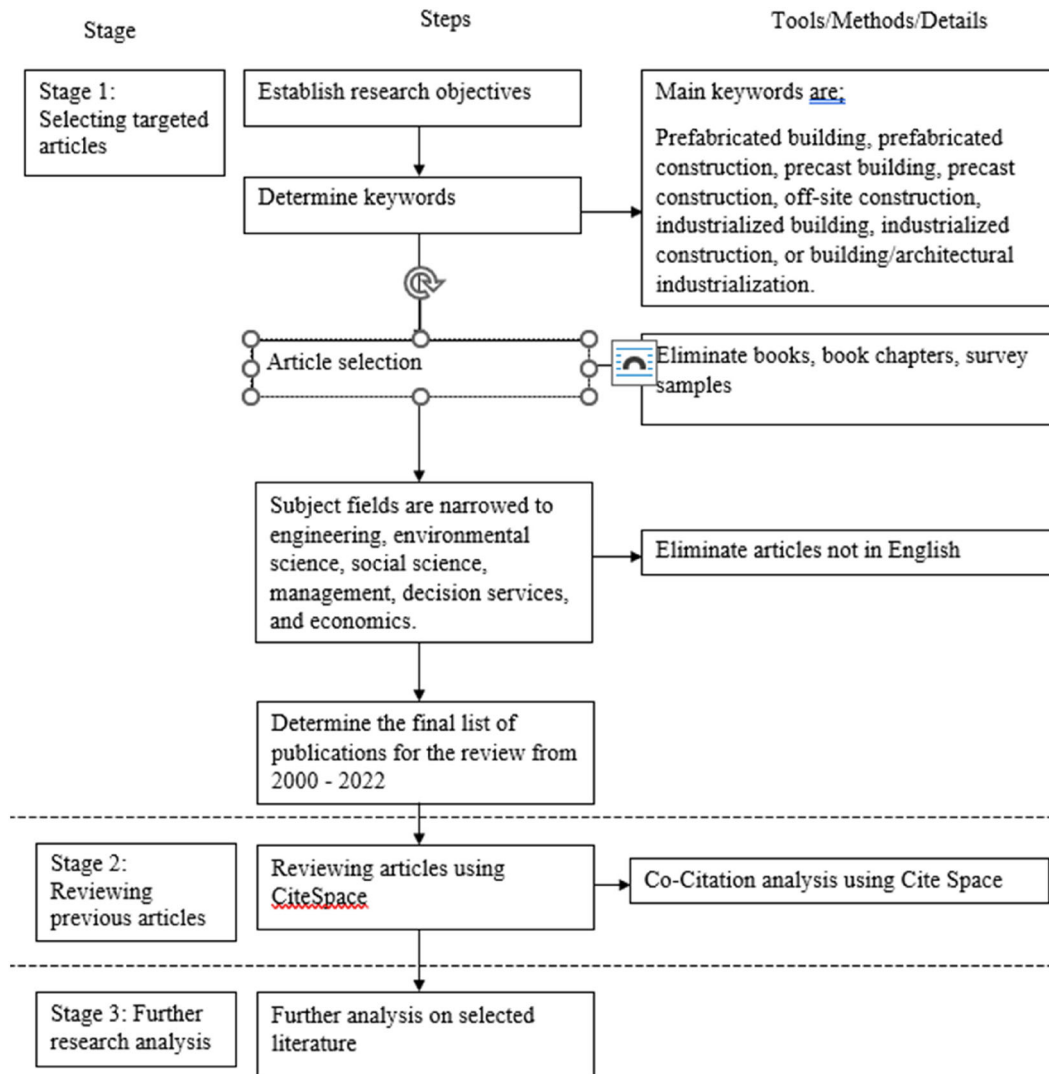 Stage
Steps
Tools/Methods/Details
Stage 1:
Selecting targeted
articles
Establish research objectives
Main keywords are;
Prefabricated building, prefabricated
construction, precast building, precast
construction, off-site construction,
industrialized building, industrialized
construction, or building/architectural
industrialization.
Determine keywords
Article selection
Eliminate books, book chapters, survey
samples
Subject fields are narrowed to
engineering, environmental
science, social science,
management, decision services,
and economics.
Eliminate articles not in English
Determine the final list of
publications for the review from
2000 - 2022
Stage 2:
Reviewing
previous articles
Reviewing articles using
CiteSpace
Co-Citation analysis using Cite Space
Stage 3: Further
research analysis
Further analysis on selected
literature